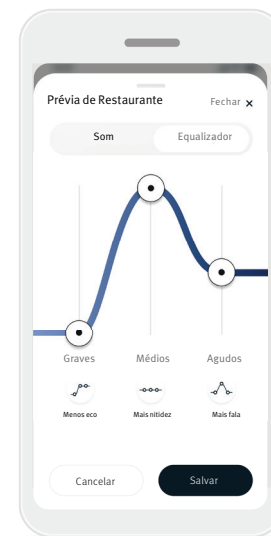 Prévia de Restaurante Fechar ×
Som Equalizador
Graves Médios Agudos
Menos eco Mais nitidez Mais fala
Cancelar Salvar